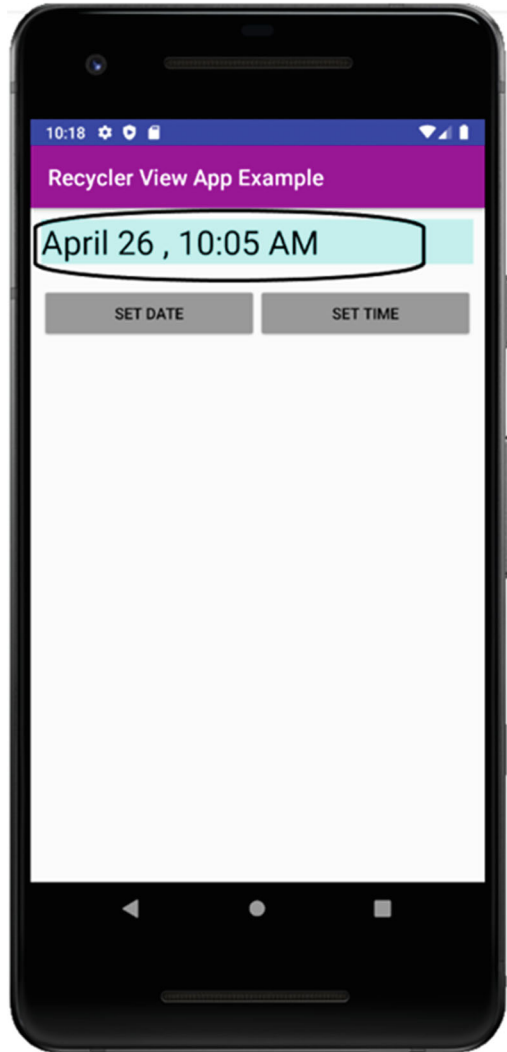 10:18
Recycler View App Example
April 26 , 10:05 AM
SET DATE SET TIME